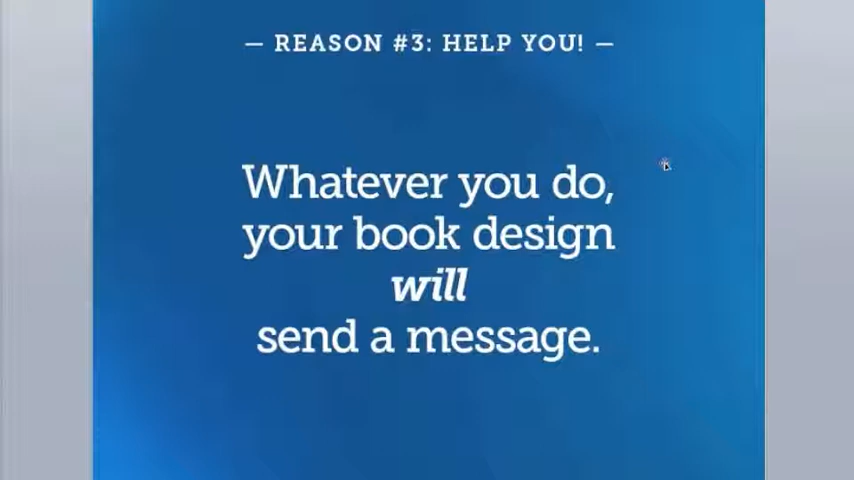 — REASON #3: HELP YOU! —
Whatever you do,
your book design
will
send a message.